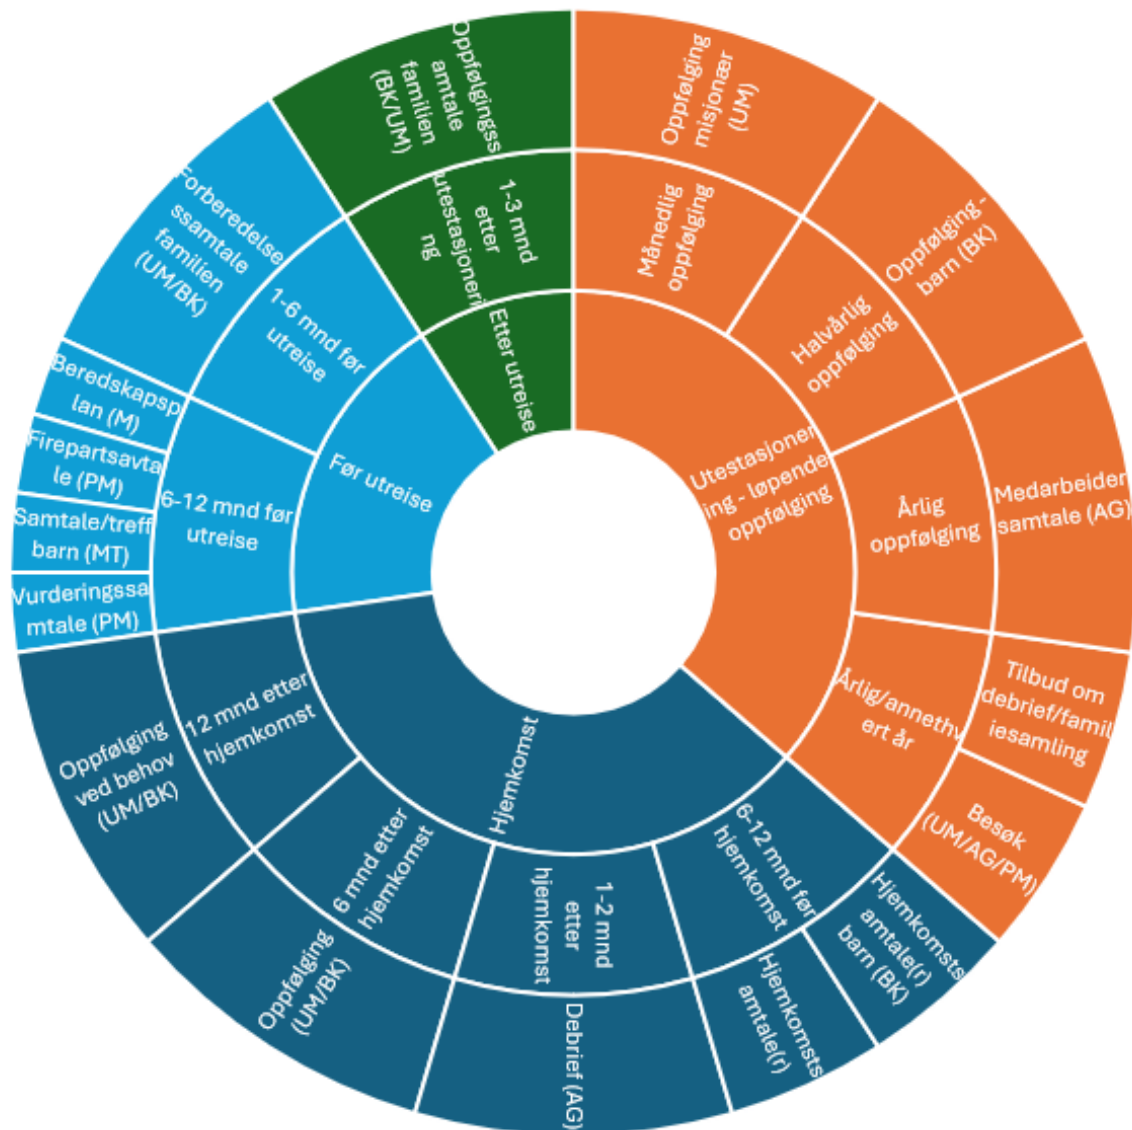 Oppfølging
misjonær
(UM)
Månedlig
oppfølging
Oppfølging -
barn (BK)
Halvårlig
oppfølging
Utestasjoner
ing - løpende
oppfølging
Årlig
oppfølging
Medarbeider
samtale (AG)
Årlig/annethv
ert år
Tilbud om
debrief/famil
iesamling
Besøk
(UM/AG/PM)
Hjemkomst
6-12 mnd før
hjemkomst
Hjemkomsts
amtale(r)
barn (BK)
Hjemkomsts
amtale(r)
1-2 mnd
etter
hjemkomst
Debrief (AG)
6 mnd etter
hjemkomst
Oppfølging
(UM/BK)
12 mnd etter
hjemkomst
Oppfølging
ved behov
(UM/BK)
Før utreise
6-12 mnd før
utreise
Vurderingssa
mtale (PM)
Samtale/treff
barn (MT)
Firepartsavta
le (PM)
Beredskapsp
lan (M)
1-6 mnd før
utreise
Forberedelse
ssamtale
familien
(UM/BK)
Etter utreise
1-3 mnd
etter
utestasjoneri
ng
Oppfølgingss
amtale
familien
(BK/UM)